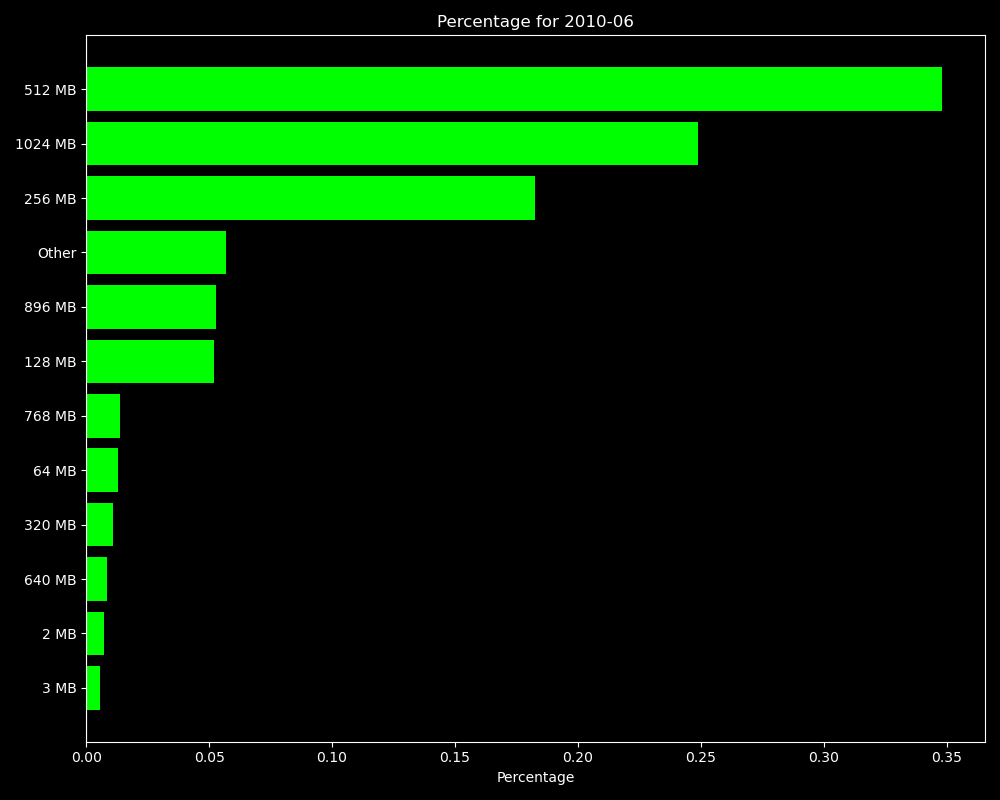 Percentage for 2010-06
512 MB
1024 MB
256 MB
Other
896 MB
128 MB
768 MB
64 MB
320 MB
640 MB
2 MB
3 MB
0.00 0.05 0.10 0.15 0.20 0.25 0.30 0.35
Percentage